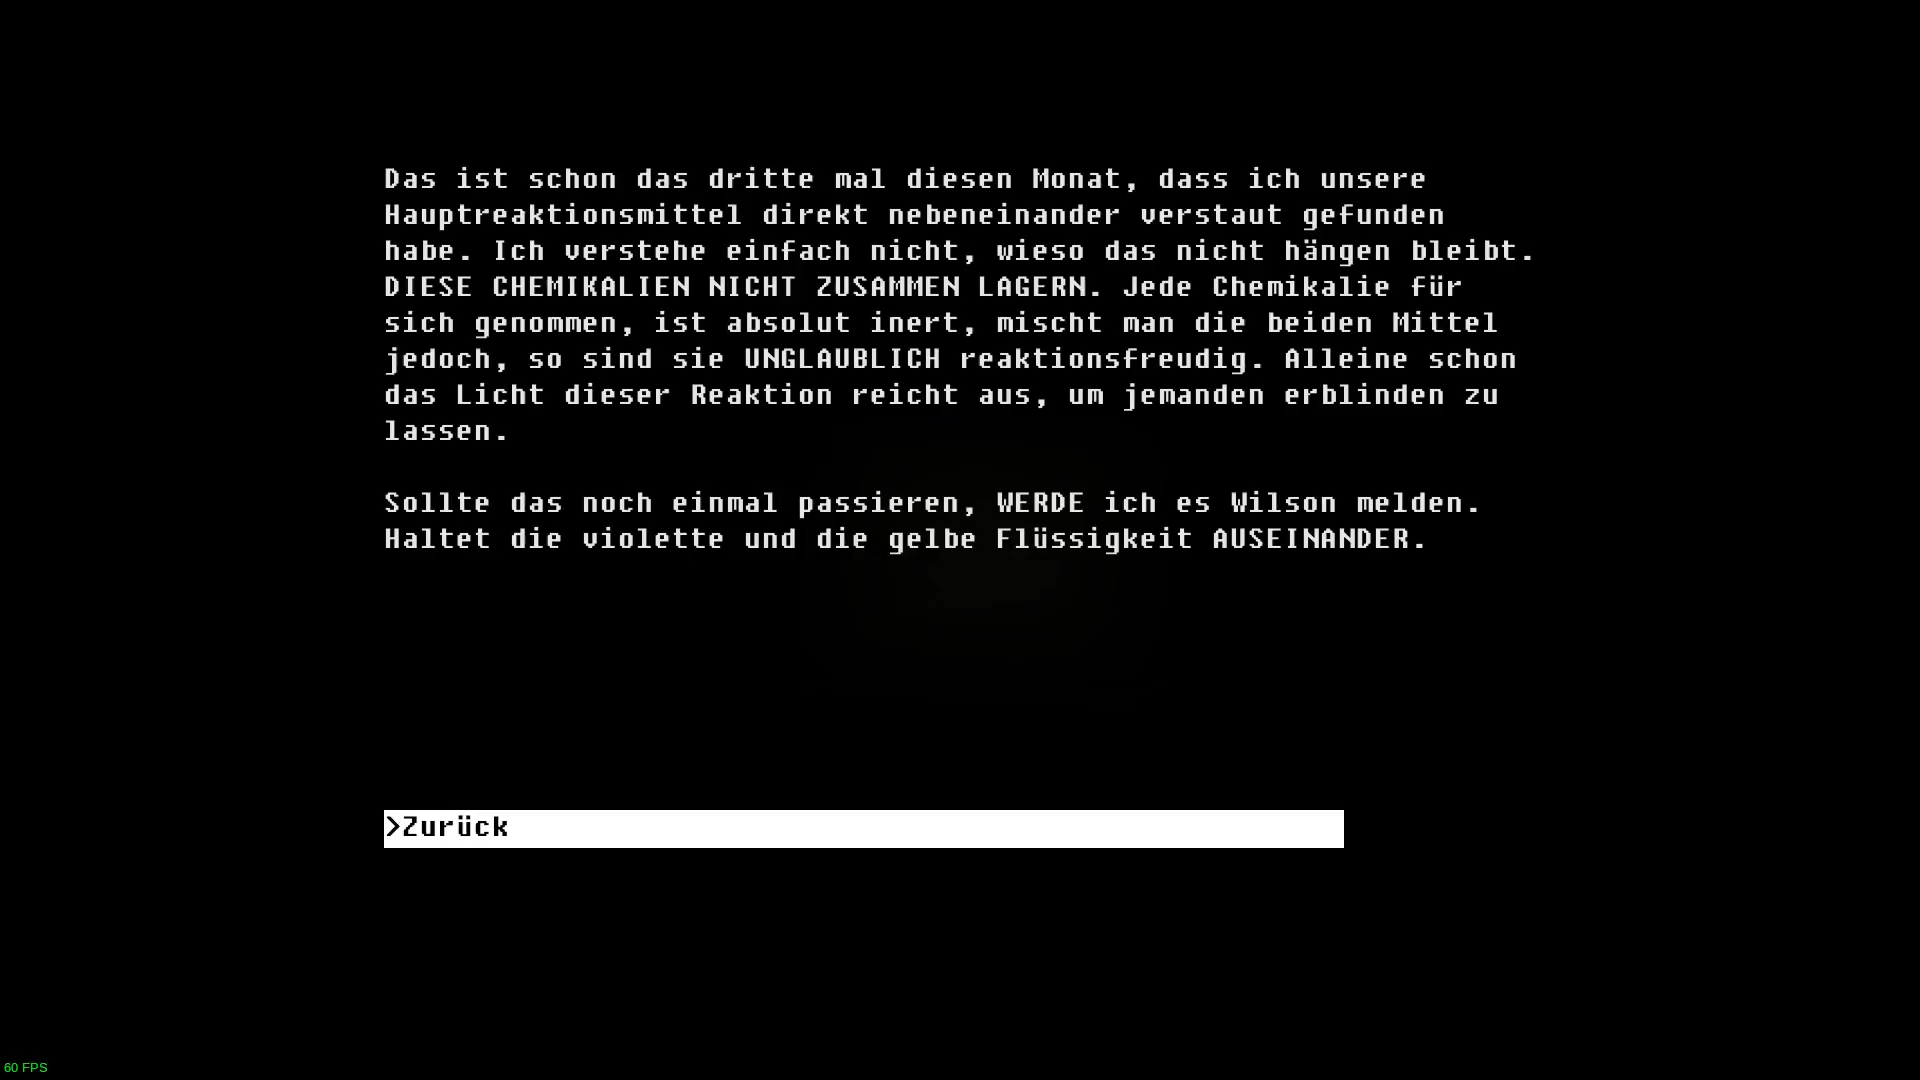 Das ist schon das dritte mal diesen Monat, dass ich unsere
Hauptreaktionsmittel direkt nebeneinander verstaut gefunden
habe. Ich verstehe einfach nicht, wieso das nicht hängen bleibt.
DIESE CHEMIKALIEN NICHT ZUSAMMEN LAGERN. Jede Chemikalie für
sich genommen, ist absolut inert, mischt man die beiden Mittel
jedoch, so sind sie UNGLAUBLICH reaktionsfreudig. Alleine schon
das Licht dieser Reaktion reicht aus, um jemanden erblinden zu
lassen.
Sollte das noch einmal passieren, WERDE ich es Wilson melden.
Haltet die violette und die gelbe Flüssigkeit AUSEINANDER.
>Zurück
60 FPS